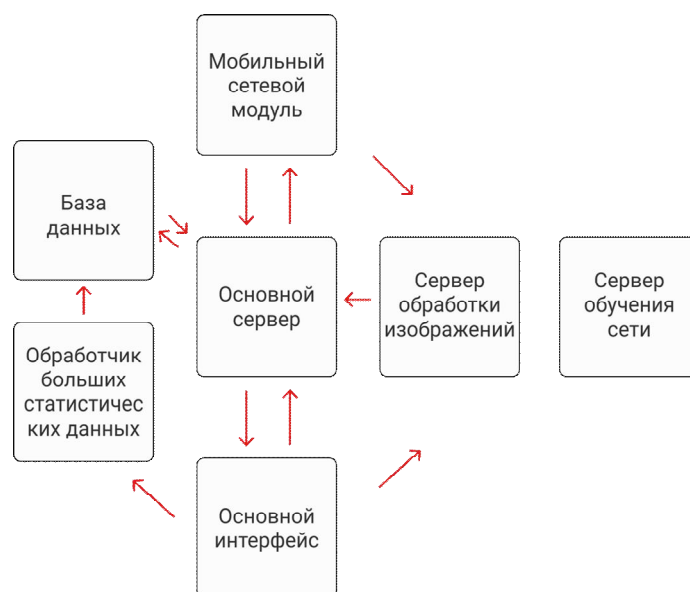 Мобильный
сетевой
модуль
База
данных
Основной
сервер
Сервер
обработки
изображений
Сервер
обучения
сети
Обработчик
больших
статистичес
ких данных
Основной
интерфейс